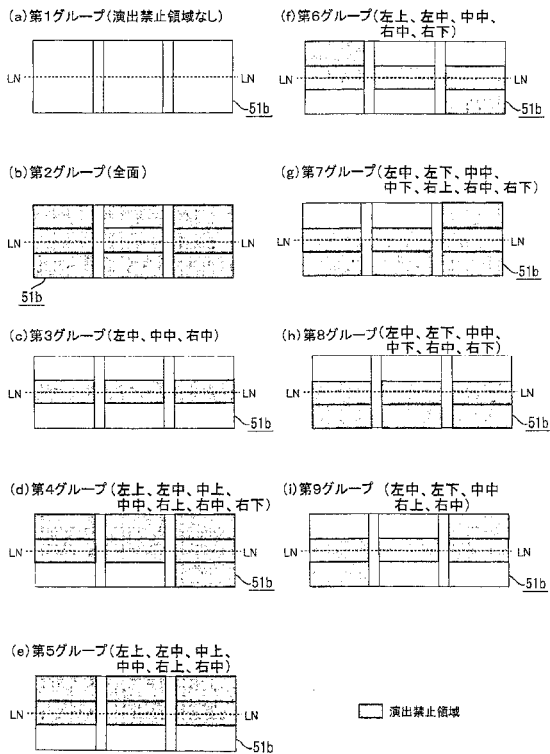 (a)第1グループ(演出禁止領域なし)
LN
LN
51b
(b)第2グループ(全面)
LN
LN
51b
(c)第3グループ(左中、中中、右中)
LN
LN
51b
(d)第4グループ(左上、左中、中上、
中中、右上、右中、右下)
LN
LN
51b
(e)第5グループ(左上、左中、中上、
中中、右上、右中)
LN
LN
51b
(f)第6グループ(左上、左中、中中、
右中、右下)
LN
LN
51b
(g)第7グループ(左中、左下、中中、
中下、右上、右中、右下)
LN
LN
51b
(h)第8グループ(左中、左下、中中、
中下、右中、右下)
LN
LN
51b
(i)第9グループ (左中、左下、中中
右上、右中)
LN
LN
51b
演出禁止領域